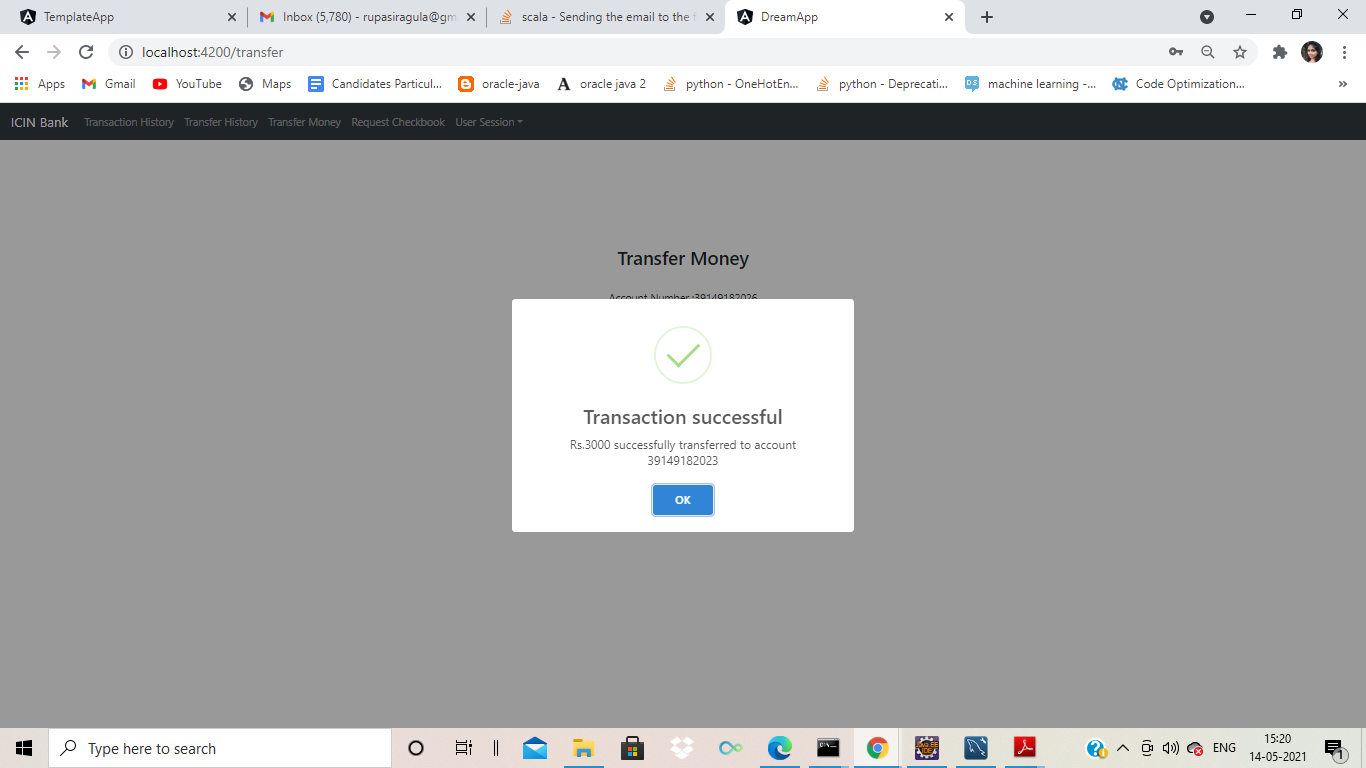 TemplateApp
Inbox (5,780) - rupasiragula@gm
scala - Sending the email to the f
DreamApp
localhost:4200/transfer
Apps
Gmail
YouTube
Maps
Candidates Particul...
oracle-java
A
oracle java 2
python - OneHotEn...
python - Deprecati...
machine learning -...
Code Optimization...
»
ICIN Bank
Transaction History
Transfer History
Transfer Money
Request Checkbook
User Session
Transfer Money
Account Number :39149182026
Transaction successful
Rs.3000 successfully transferred to account
39149182023
OK
Type here to search
ENG
15:20
14-05-2021
1